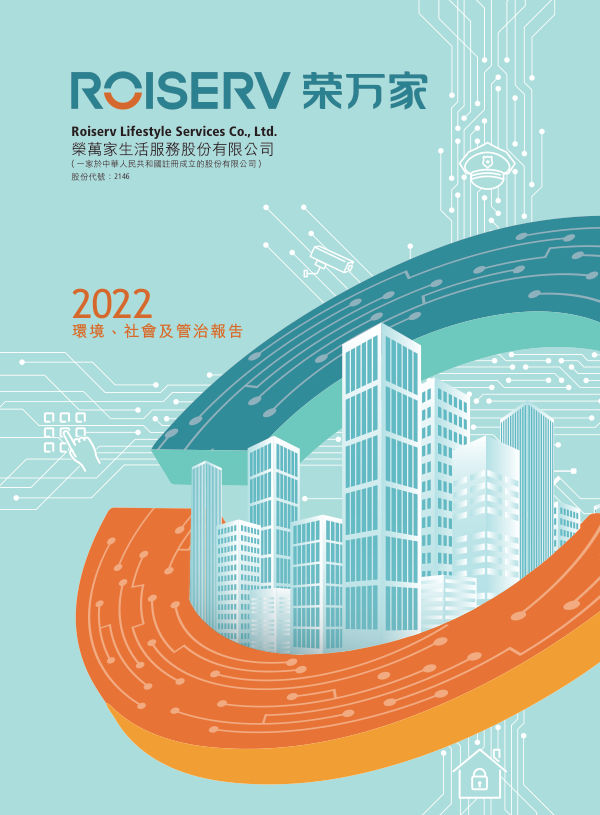 ROISERV 荣万家
Roiserv Lifestyle Services Co., Ltd.
榮萬家生活服務股份有限公司
(一家於中華人民共和國註冊成立的股份有限公司)
股份代號：2146
2022
環境、社會及管治報告